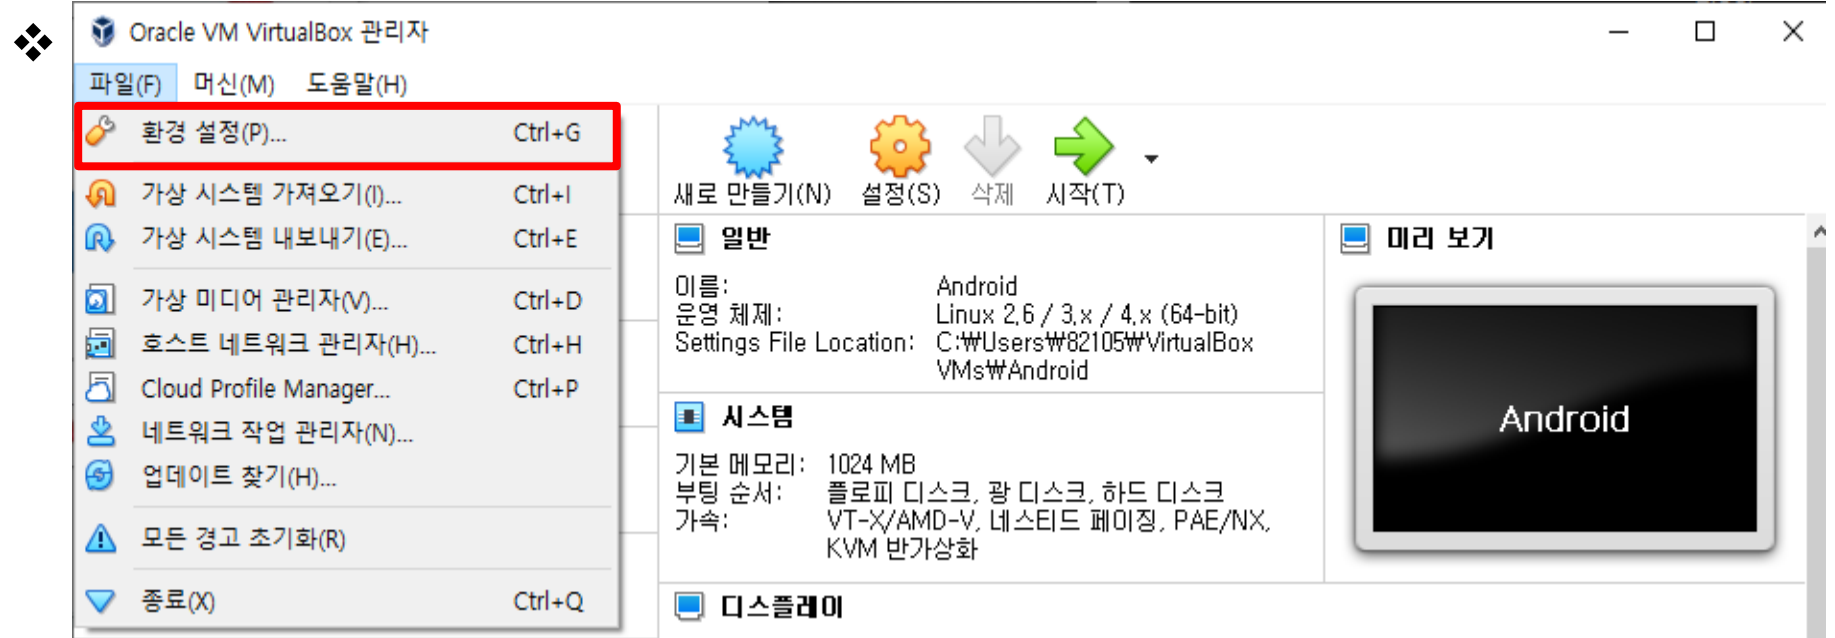 Oracle VM VirtualBox 관리자
파일(F) 머신(M) 도움말(H)
환경 설정(P)... Ctrl+G
가상 시스템 가져오기(I)... Ctrl+I
가상 시스템 내보내기(E)... Ctrl+E
가상 미디어 관리자(V)... Ctrl+D
호스트 네트워크 관리자(H)... Ctrl+H
Cloud Profile Manager... Ctrl+P
네트워크 작업 관리자(N)...
업데이트 찾기(H)...
모든 경고 초기화(R)
종료(X) Ctrl+Q
새로 만들기(N) 설정(S) 삭제 시작(T)
일반
이름: Android
운영 체제: Linux 2.6 / 3.x / 4.x (64-bit)
Settings File Location: C:₩Users₩82105₩VirtualBox
VMs₩Android
시스템
기본 메모리: 1024 MB
부팅 순서: 플로피 디스크, 광 디스크, 하드 디스크
가속: VT-X/AMD-V, 네스티드 페이징, PAE/NX,
KVM 반가상화
디스플레이
미리 보기
Android